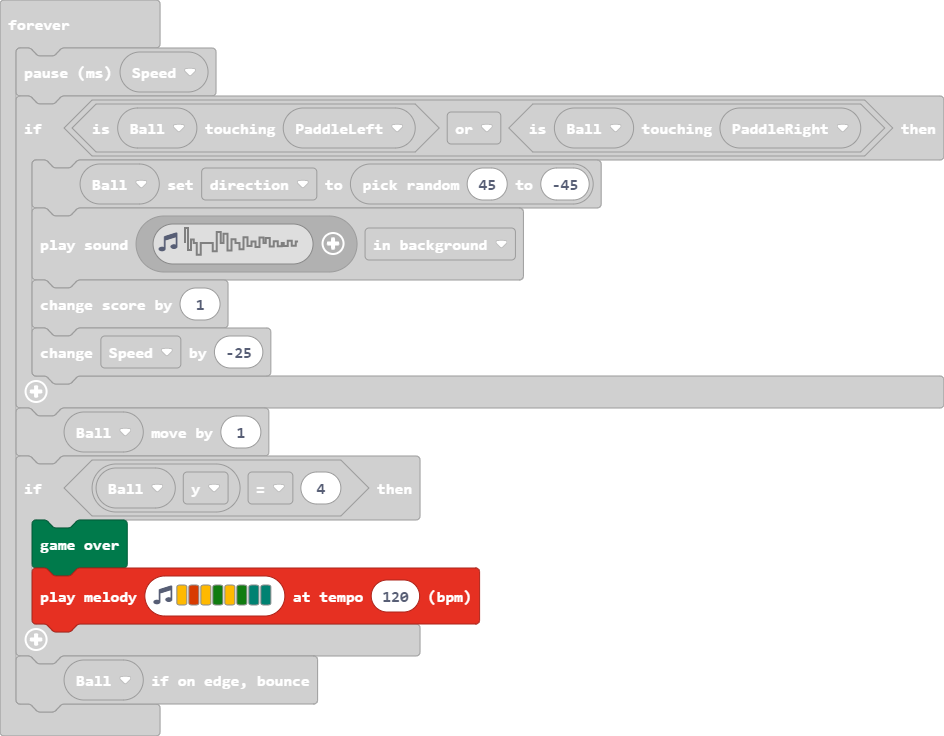 forever
pause (ms) Speed
if is Ball touching PaddleLeft or is Ball touching PaddleRight then
Ball set direction to pick random 45 to -45
play sound in background
change score by 1
change Speed by -25
Ball move by 1
if Ball y = 4 then
game over
play melody at tempo 120 (bpm)
Ball if on edge, bounce